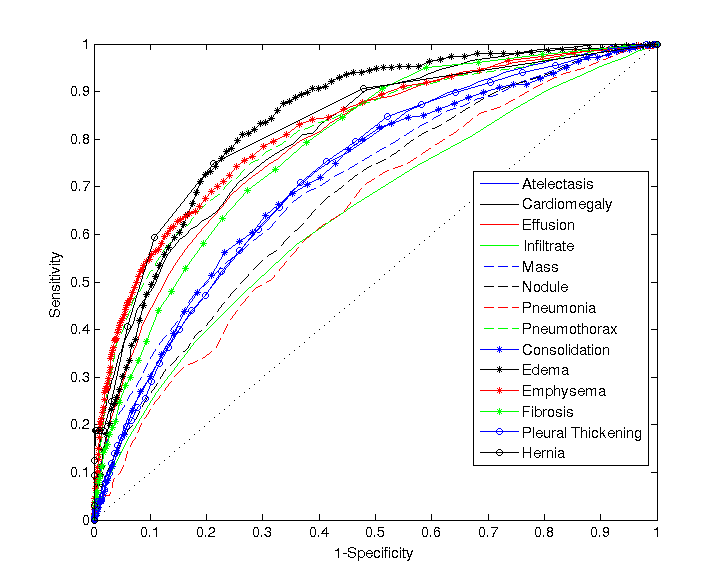 1
0.9
0.8
0.7
0.6
0.5
0.4
0.3
0.2
0.1
0
Sensitivity
Atelectasis
Cardiomegaly
Effusion
Infiltrate
Mass
Nodule
Pneumonia
Pneumothorax
Consolidation
Edema
Emphysema
Fibrosis
Pleural Thickening
Hernia
0 0.1 0.2 0.3 0.4 0.5 0.6 0.7 0.8 0.9 1
1-Specificity